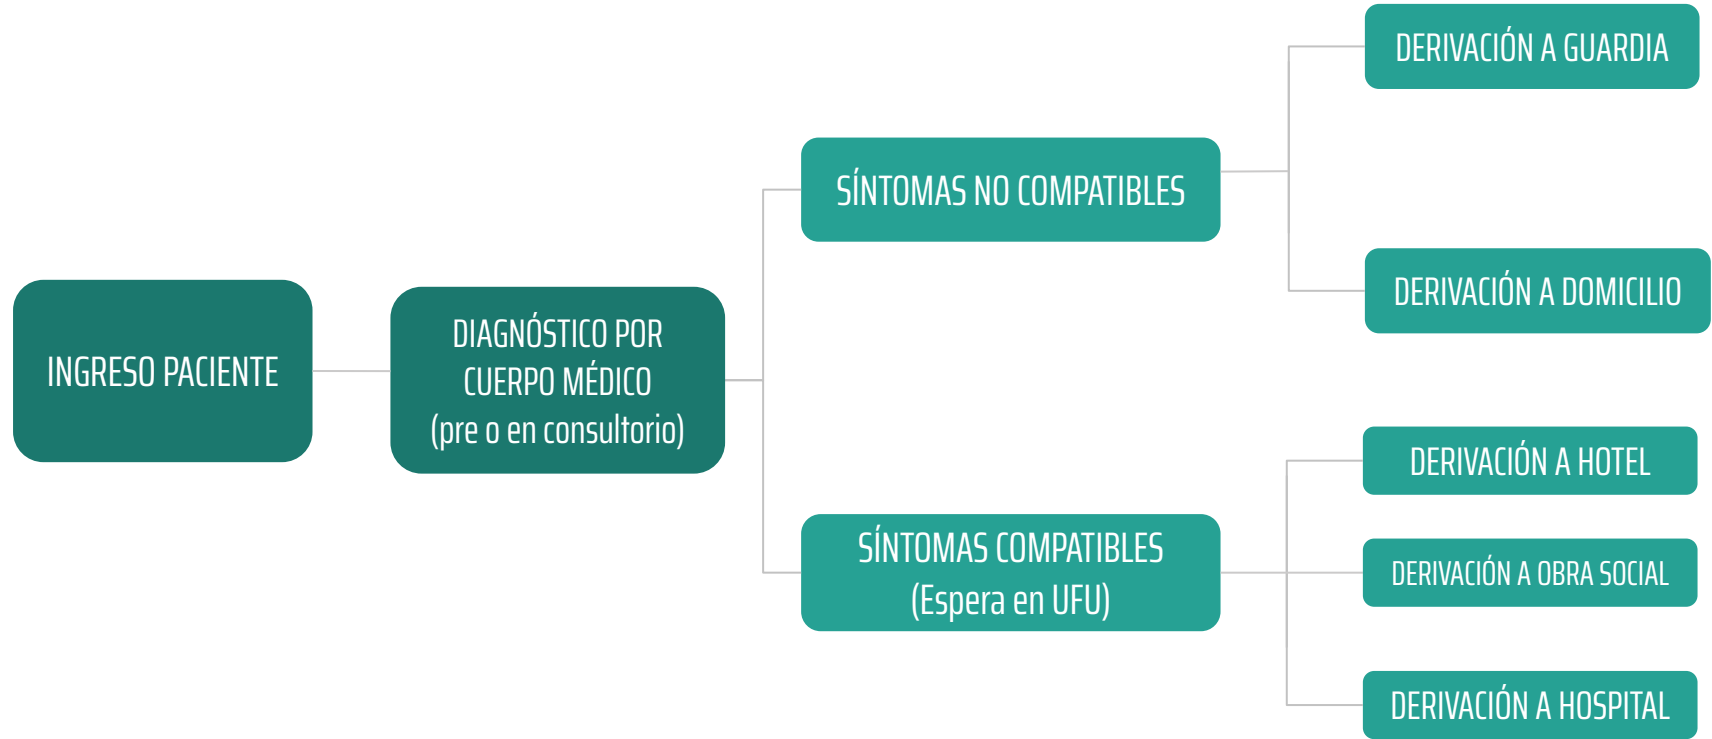 INGRESO PACIENTE
DIAGNÓSTICO POR
CUERPO MÉDICO
(pre o en consultorio)
SÍNTOMAS NO COMPATIBLES
DERIVACIÓN A GUARDIA
DERIVACIÓN A DOMICILIO
SÍNTOMAS COMPATIBLES
(Espera en UFU)
DERIVACIÓN A HOTEL
DERIVACIÓN A OBRA SOCIAL
DERIVACIÓN A HOSPITAL